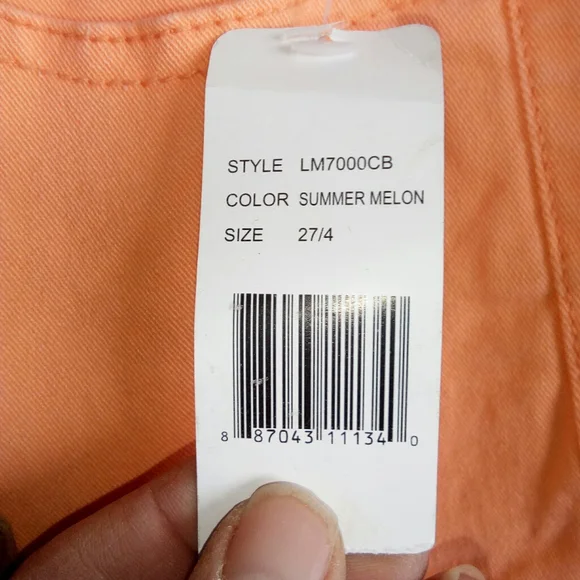 STYLE LM7000CB
COLOR SUMMER MELON
SIZE 27/4
8 87043 11134 0